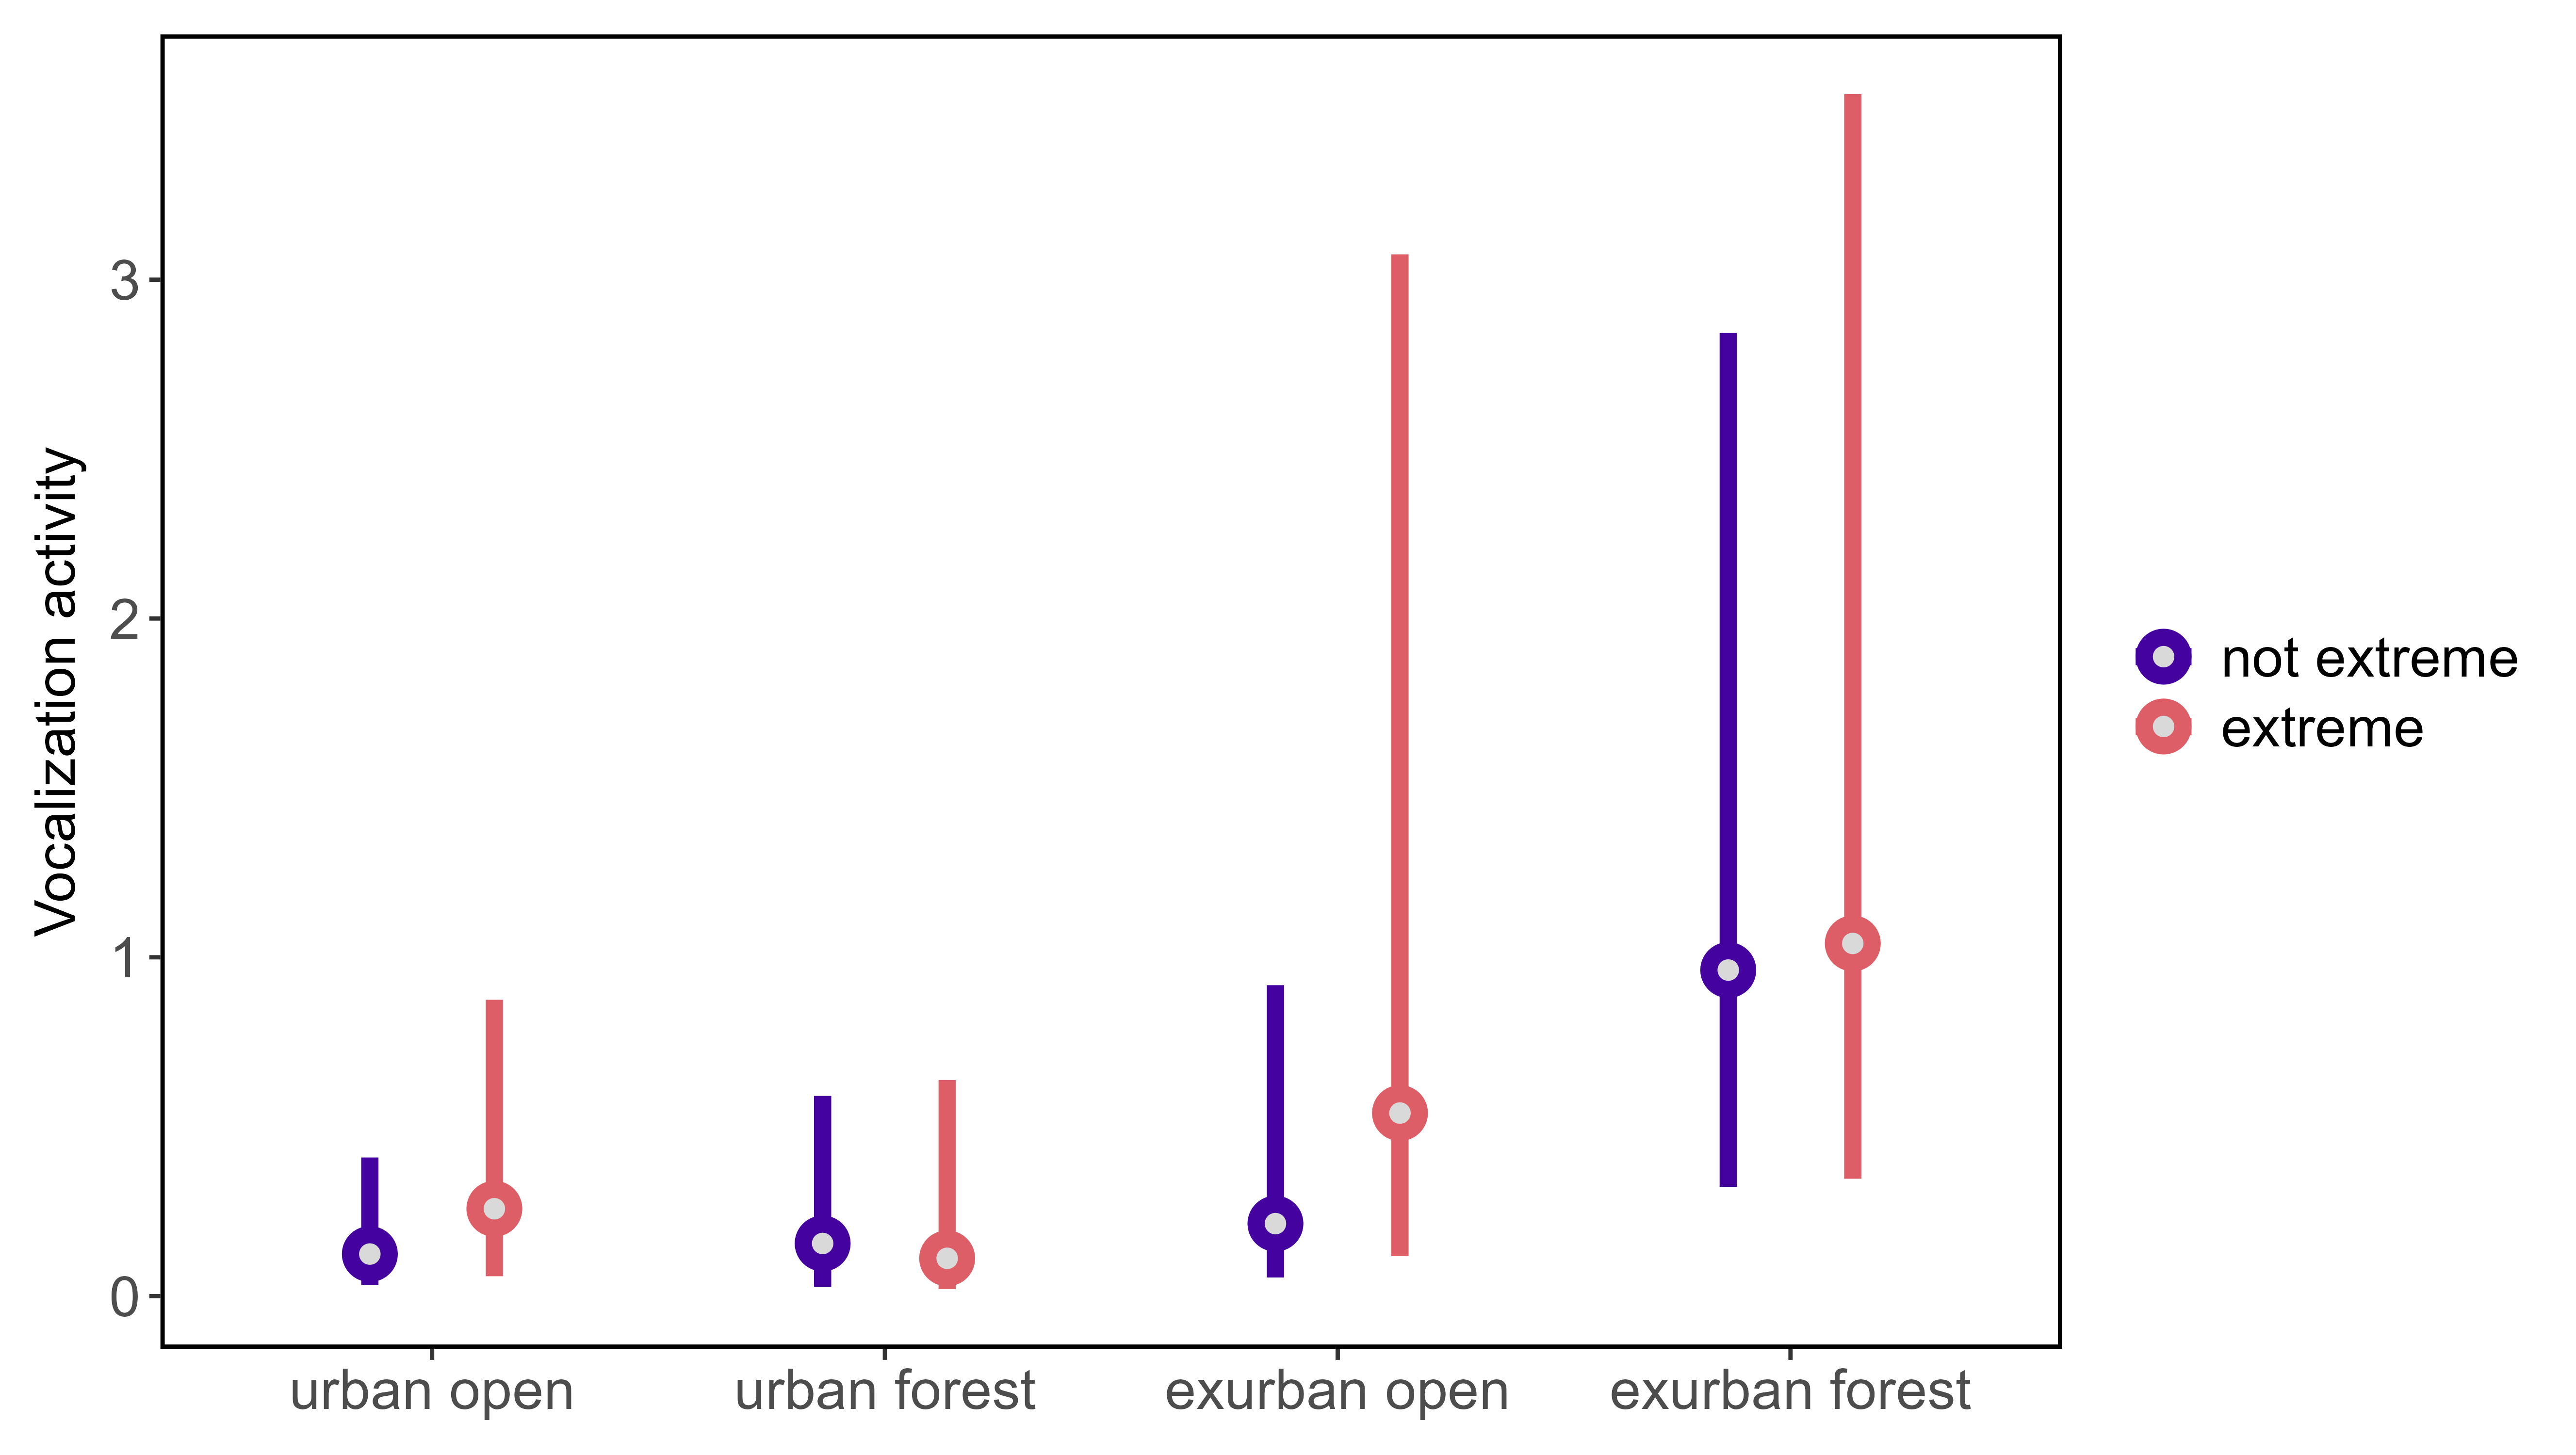 Vocalization activity
3
2
1
0
urban open
urban forest
exurban open
exurban forest
not extreme
extreme